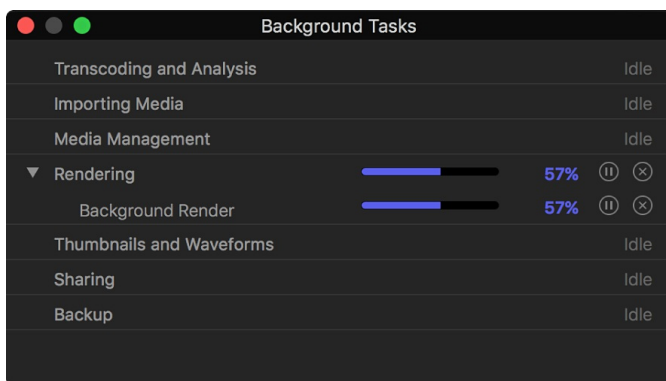 Background Tasks
Transcoding and Analysis Idle
Importing Media Idle
Media Management Idle
Rendering 57%
Background Render 57%
Thumbnails and Waveforms Idle
Sharing Idle
Backup Idle